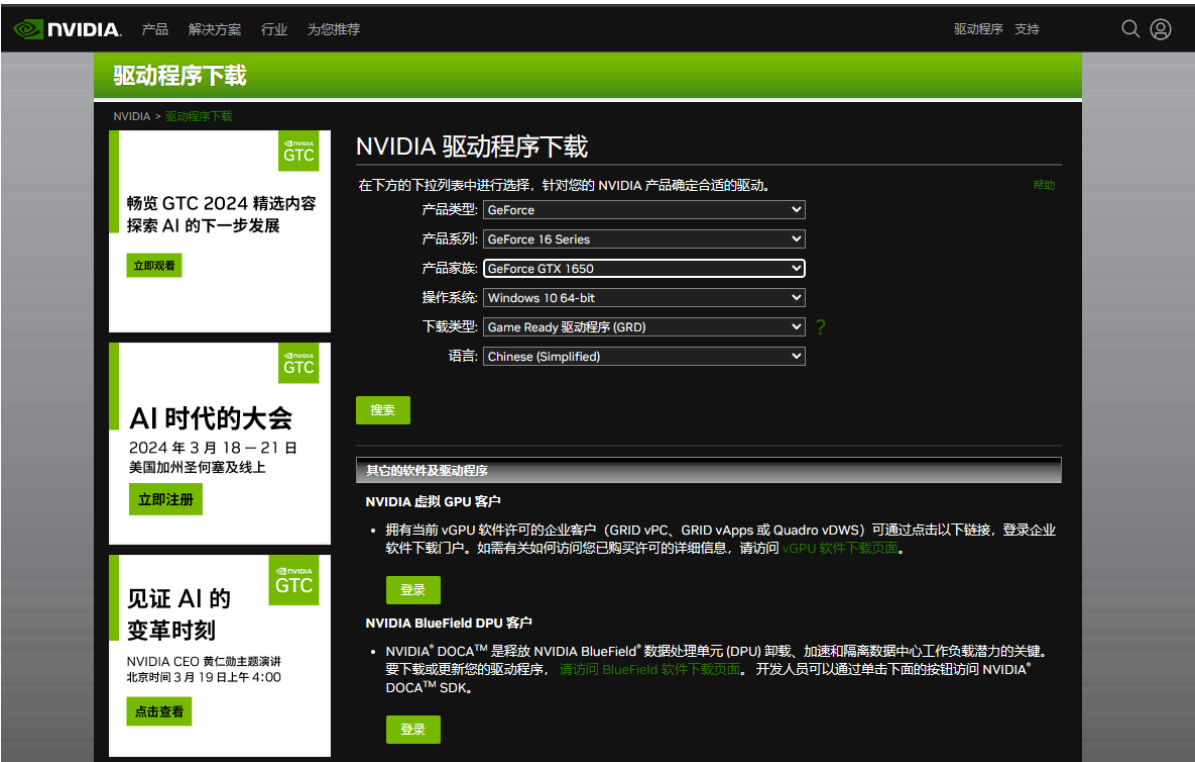 NVIDIA. 产品 解决方案 行业 为您推荐 驱动程序 支持
驱动程序下载
NVIDIA > 驱动程序下载
NVIDIA
GTC
畅览 GTC 2024 精选内容
探索 AI 的下一步发展
立即观看
NVIDIA
GTC
AI 时代的大会
2024 年 3 月 18 — 21 日
美国加州圣何塞及线上
立即注册
NVIDIA
GTC
见证 AI 的
变革时刻
NVIDIA CEO 黄仁勋主题演讲
北京时间 3 月 19 日上午 4:00
点击查看
NVIDIA 驱动程序下载
在下方的下拉列表中进行选择，针对您的 NVIDIA 产品确定合适的驱动。 帮助
产品类型: GeForce
产品系列: GeForce 16 Series
产品家族: GeForce GTX 1650
操作系统: Windows 10 64-bit
下载类型: Game Ready 驱动程序 (GRD) ?
语言: Chinese (Simplified)
搜索
其它的软件及驱动程序
NVIDIA 虚拟 GPU 客户
• 拥有当前 vGPU 软件许可的企业客户（GRID vPC、GRID vApps 或 Quadro vDWS）可通过点击以下链接，登录企业
软件下载门户。如需有关如何访问您已购买许可的详细信息，请访问 vGPU 软件下载页面。
登录
NVIDIA BlueField DPU 客户
• NVIDIA® DOCA™ 是释放 NVIDIA BlueField® 数据处理单元 (DPU) 卸载、加速和隔离数据中心工作负载潜力的关键。
要下载或更新您的驱动程序， 请访问 BlueField 软件下载页面。 开发人员可以通过单击下面的按钮访问 NVIDIA®
DOCA™ SDK。
登录